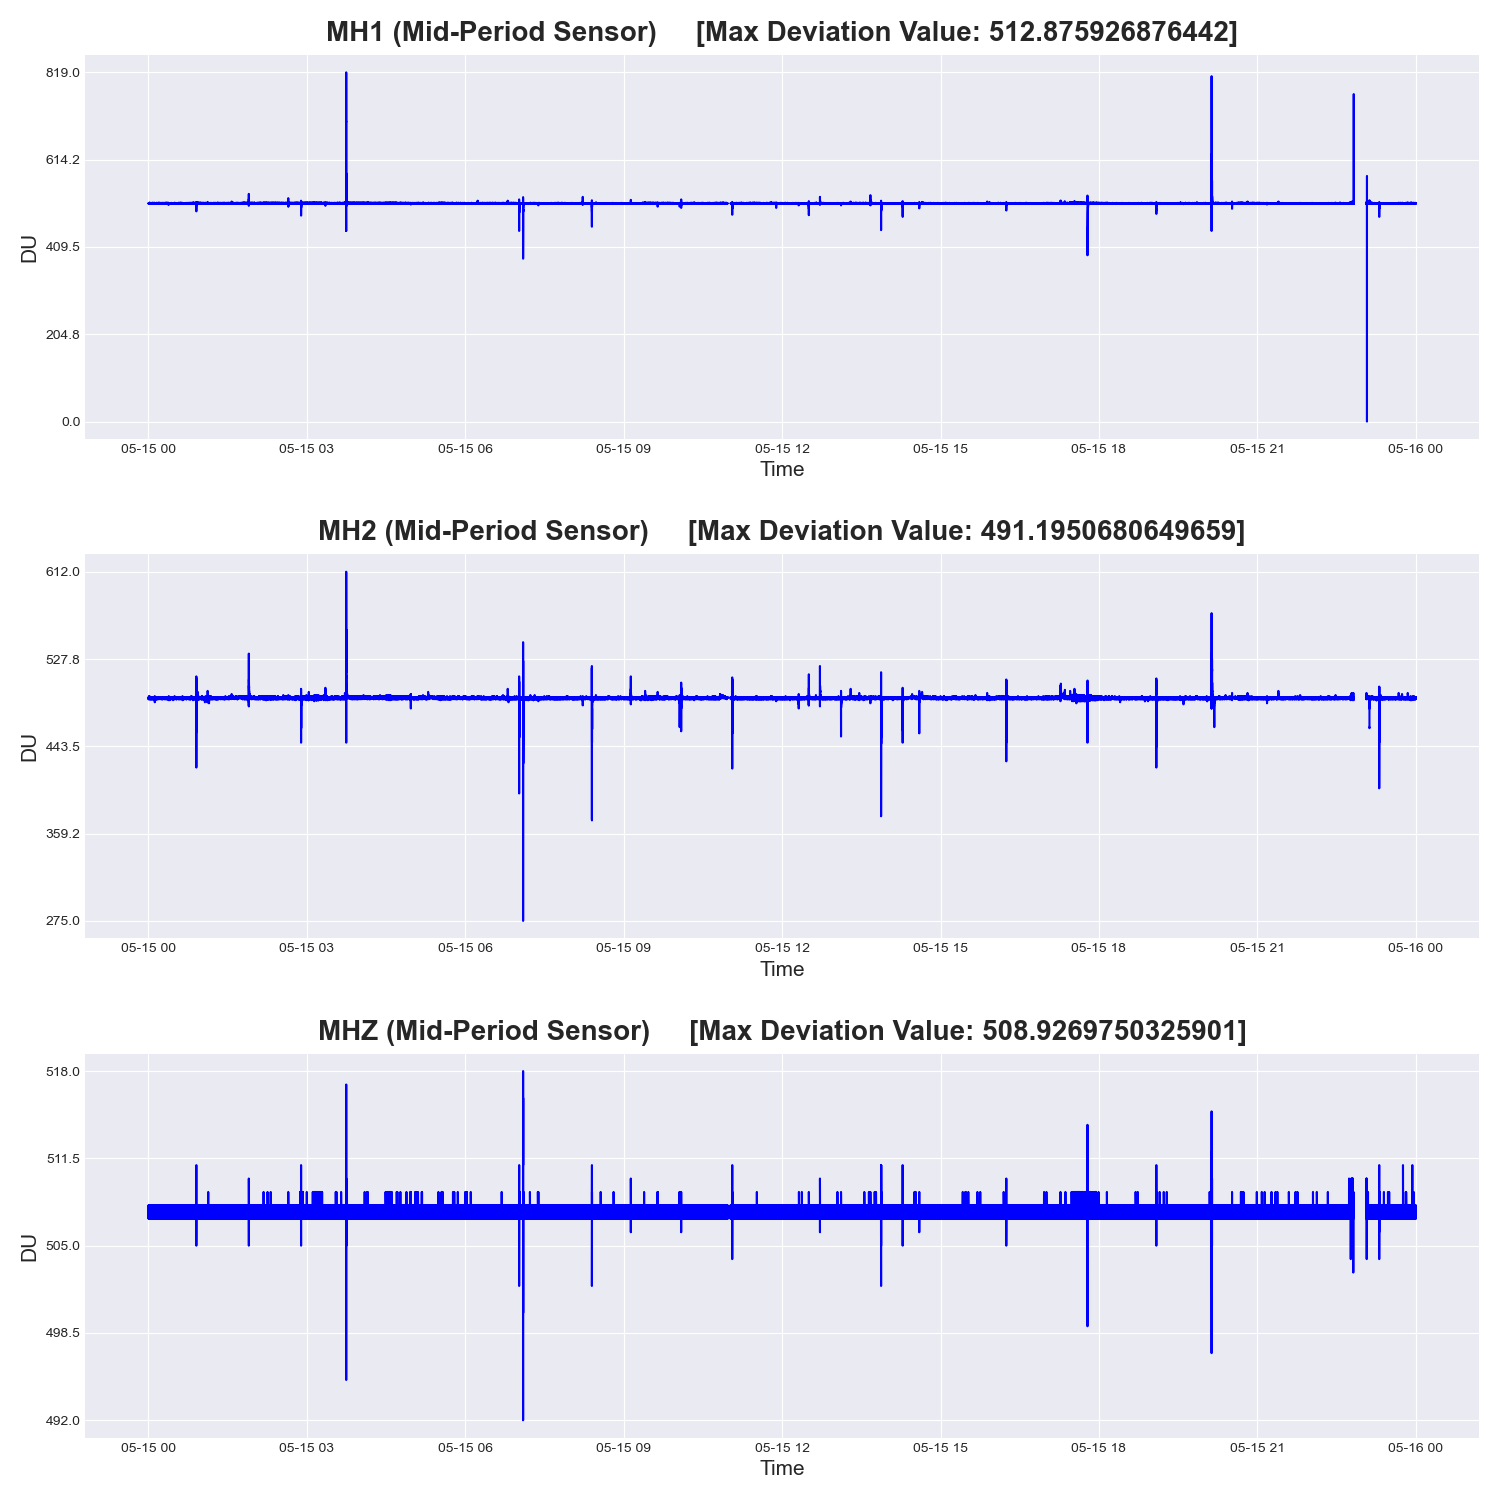 MH1 (Mid-Period Sensor) [Max Deviation Value: 512.875926876442]
819.0
614.2
409.5
204.8
0.0
DU
05-15 00 05-15 03 05-15 06 05-15 09 05-15 12 05-15 15 05-15 18 05-15 21 05-16 00
Time
MH2 (Mid-Period Sensor) [Max Deviation Value: 491.1950680649659]
612.0
527.8
443.5
359.2
275.0
DU
05-15 00 05-15 03 05-15 06 05-15 09 05-15 12 05-15 15 05-15 18 05-15 21 05-16 00
Time
MHZ (Mid-Period Sensor) [Max Deviation Value: 508.9269750325901]
518.0
511.5
505.0
498.5
492.0
DU
05-15 00 05-15 03 05-15 06 05-15 09 05-15 12 05-15 15 05-15 18 05-15 21 05-16 00
Time